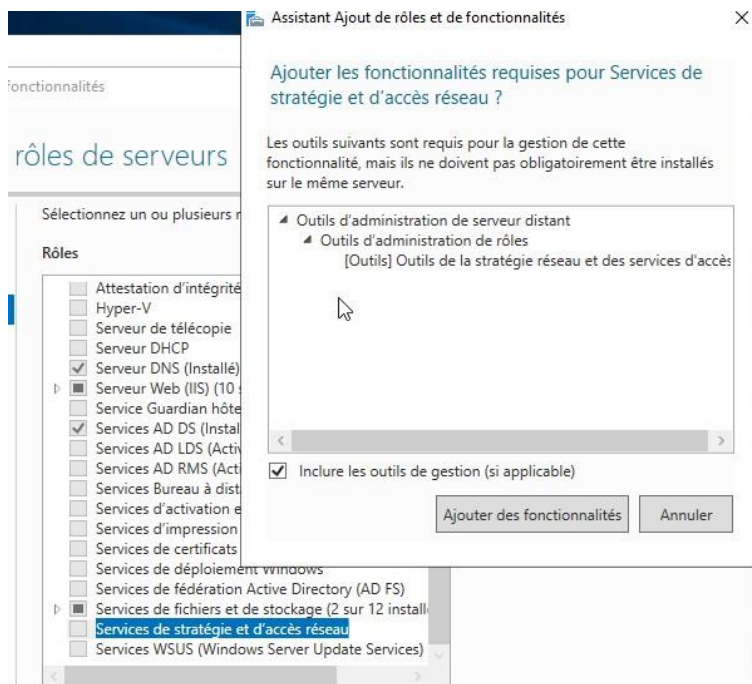 fonctionnalités
rôles de serveurs
Sélectionnez un ou plusieurs
Rôles
Attestation d'intégrité
Hyper-V
Serveur de télécopie
Serveur DHCP
Serveur DNS (Installé)
Serveur Web (IIS) (10
Service Guardian hôte
Services AD DS (Instal
Services AD LDS (Activ
Services AD RMS (Acti
Services Bureau à dist
Services d'activation e
Services d'impression
Services de certificats
Services de déploiement Windows
Services de fédération Active Directory (AD FS)
Services de fichiers et de stockage (2 sur 12 install
Services de stratégie et d'accès réseau
Services WSUS (Windows Server Update Services)
Assistant Ajout de rôles et de fonctionnalités
Ajouter les fonctionnalités requises pour Services de
stratégie et d'accès réseau ?
Les outils suivants sont requis pour la gestion de cette
fonctionnalité, mais ils ne doivent pas obligatoirement être installés
sur le même serveur.
Outils d'administration de serveur distant
Outils d'administration de rôles
[Outils] Outils de la stratégie réseau et des services d'accès
Inclure les outils de gestion (si applicable)
Ajouter des fonctionnalités
Annuler